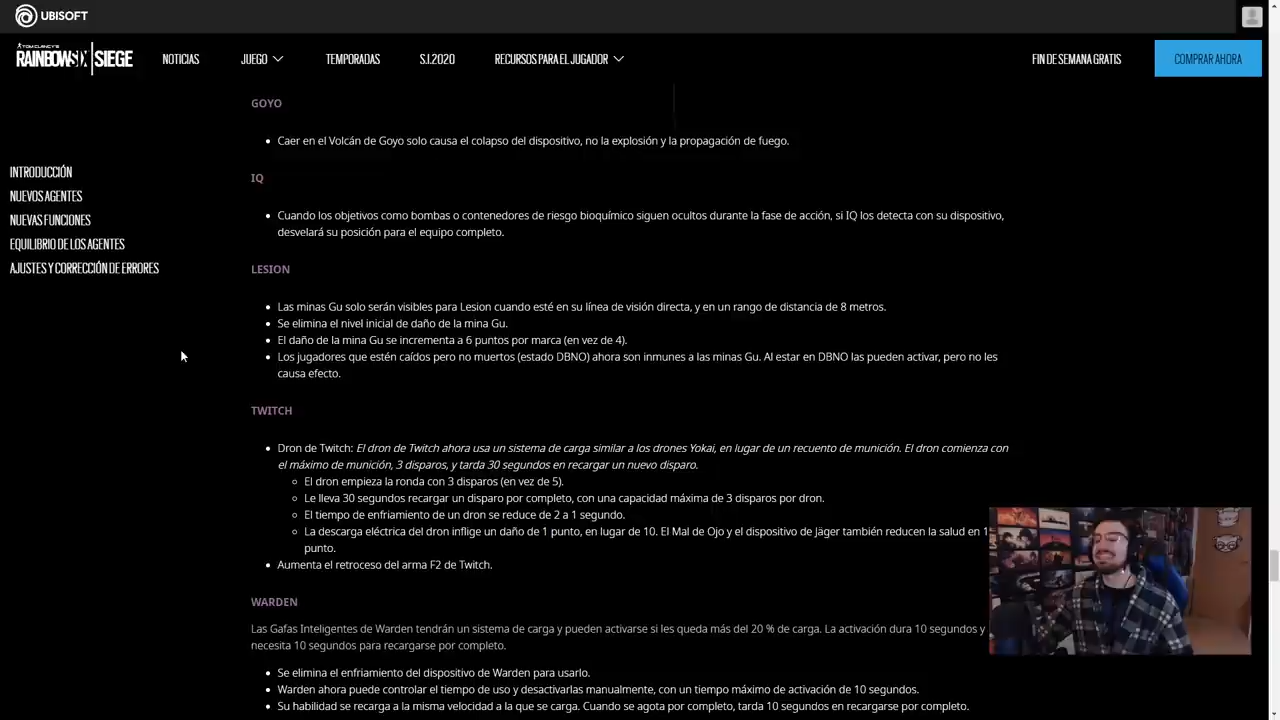 UBISOFT
TOM CLANCY'S
RAINBOWSIX SIEGE
NOTICIAS
JUEGO
TEMPORADAS
S.I.2020
RECURSOS PARA EL JUGADOR
FIN DE SEMANA GRATIS
COMPRAR AHORA
INTRODUCCIÓN
NUEVOS AGENTES
NUEVAS FUNCIONES
EQUILIBRIO DE LOS AGENTES
AJUSTES Y CORRECCIÓN DE ERRORES
GOYO
Caer en el Volcán de Goyo solo causa el colapso del dispositivo, no la explosión y la propagación de fuego.
IQ
Cuando los objetivos como bombas o contenedores de riesgo bioquímico siguen ocultos durante la fase de acción, si IQ los detecta con su dispositivo,
desvelará su posición para el equipo completo.
LESION
Las minas Gu solo serán visibles para Lesion cuando esté en su línea de visión directa, y en un rango de distancia de 8 metros.
Se elimina el nivel inicial de daño de la mina Gu.
El daño de la mina Gu se incrementa a 6 puntos por marca (en vez de 4).
Los jugadores que estén caídos pero no muertos (estado DBNO) ahora son inmunes a las minas Gu. Al estar en DBNO las pueden activar, pero no les
causa efecto.
TWITCH
Dron de Twitch: El dron de Twitch ahora usa un sistema de carga similar a los drones Yokai, en lugar de un recuento de munición. El dron comienza con
el máximo de munición, 3 disparos, y tarda 30 segundos en recargar un nuevo disparo.
El dron empieza la ronda con 3 disparos (en vez de 5).
Le lleva 30 segundos recargar un disparo por completo, con una capacidad máxima de 3 disparos por dron.
El tiempo de enfriamiento de un dron se reduce de 2 a 1 segundo.
La descarga eléctrica del dron inflige un daño de 1 punto, en lugar de 10. El Mal de Ojo y el dispositivo de Jäger también reducen la salud en 1
punto.
Aumenta el retroceso del arma F2 de Twitch.
WARDEN
Las Gafas Inteligentes de Warden tendrán un sistema de carga y pueden activarse si les queda más del 20 % de carga. La activación dura 10 segundos y
necesita 10 segundos para recargarse por completo.
Se elimina el enfriamiento del dispositivo de Warden para usarlo.
Warden ahora puede controlar el tiempo de uso y desactivarlas manualmente, con un tiempo máximo de activación de 10 segundos.
Su habilidad se recarga a la misma velocidad a la que se carga. Cuando se agota por completo, tarda 10 segundos en recargarse por completo.